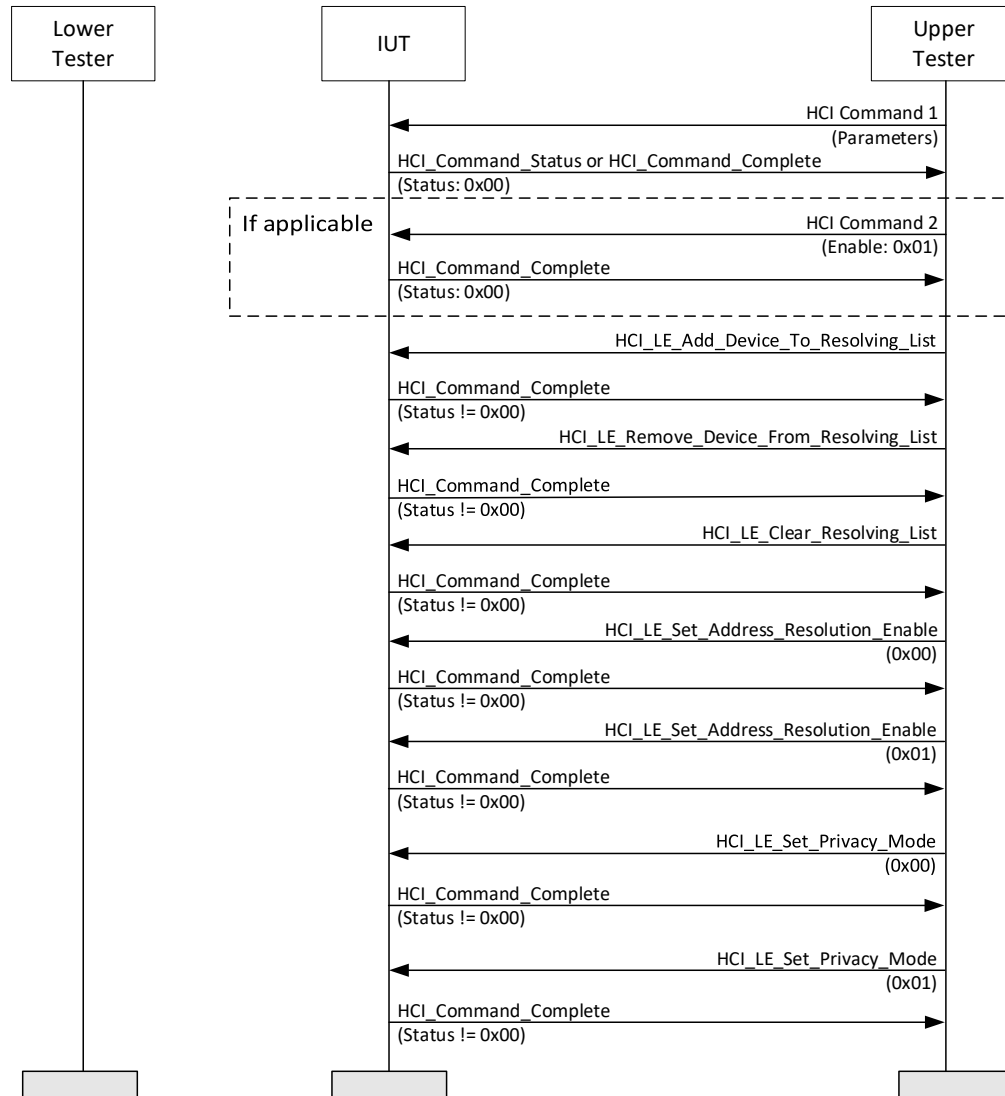 Lower
Tester
IUT
Upper
Tester
HCI Command 1
(Parameters)
HCI_Command_Status or HCI_Command_Complete
(Status: 0x00)
If applicable
HCI Command 2
(Enable: 0x01)
HCI_Command_Complete
(Status: 0x00)
HCI_LE_Add_Device_To_Resolving_List
HCI_Command_Complete
(Status != 0x00)
HCI_LE_Remove_Device_From_Resolving_List
HCI_Command_Complete
(Status != 0x00)
HCI_LE_Clear_Resolving_List
HCI_Command_Complete
(Status != 0x00)
HCI_LE_Set_Address_Resolution_Enable
(0x00)
HCI_Command_Complete
(Status != 0x00)
HCI_LE_Set_Address_Resolution_Enable
(0x01)
HCI_Command_Complete
(Status != 0x00)
HCI_LE_Set_Privacy_Mode
(0x00)
HCI_Command_Complete
(Status != 0x00)
HCI_LE_Set_Privacy_Mode
(0x01)
HCI_Command_Complete
(Status != 0x00)